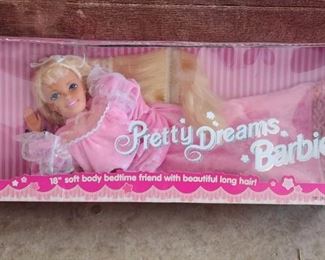 Pretty Dreams
Barbie
18" soft body bedtime friend with beautiful long hair!